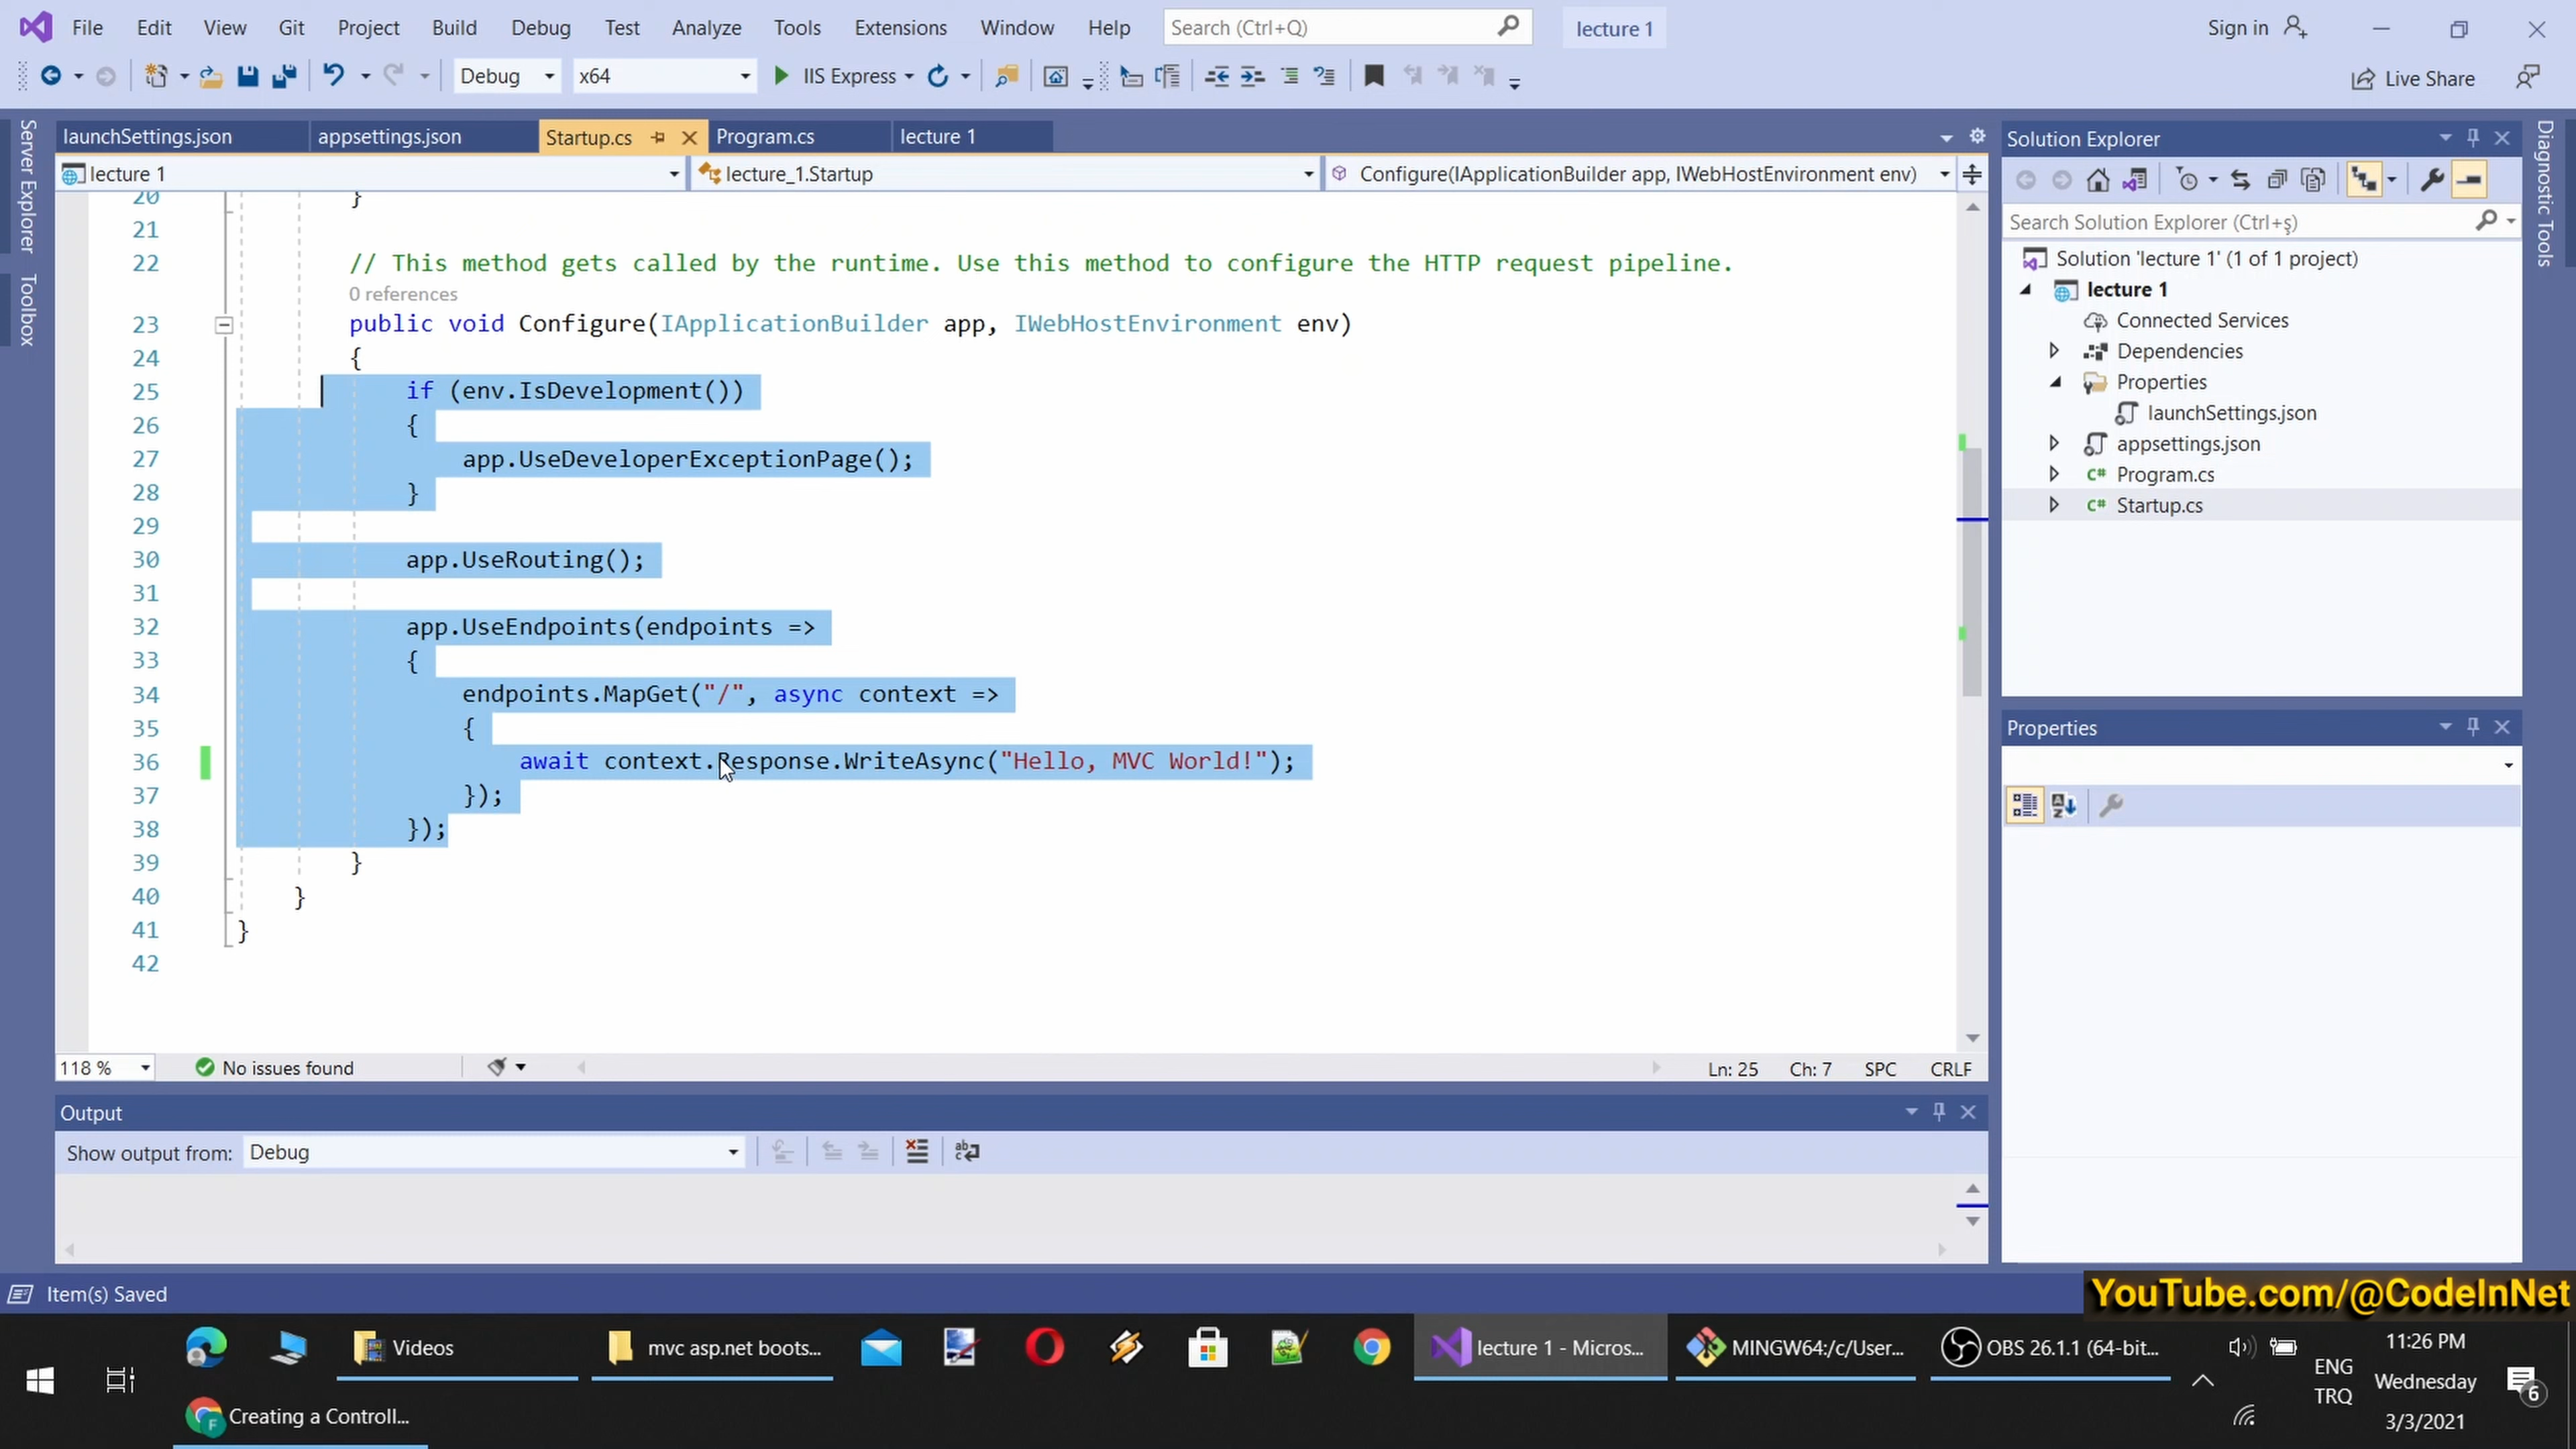 File Edit View Git Project Build Debug Test Analyze Tools Extensions Window Help Search (Ctrl+Q) lecture 1 Sign in
Debug x64 IIS Express Live Share
Server Explorer
Toolbox
launchSettings.json appsettings.json Startup.cs Program.cs lecture 1
lecture 1 lecture_1.Startup Configure(IApplicationBuilder app, IWebHostEnvironment env)
20 }
21
22 // This method gets called by the runtime. Use this method to configure the HTTP request pipeline.
0 references
23 public void Configure(IApplicationBuilder app, IWebHostEnvironment env)
24 {
25 if (env.IsDevelopment())
26 {
27 app.UseDeveloperExceptionPage();
28 }
29
30 app.UseRouting();
31
32 app.UseEndpoints(endpoints =>
33 {
34 endpoints.MapGet("/", async context =>
35 {
36 await context.Response.WriteAsync("Hello, MVC World!");
37 });
38 });
39 }
40 }
41 }
42
118 % No issues found Ln: 25 Ch: 7 SPC CRLF
Output
Show output from: Debug
Solution Explorer
Search Solution Explorer (Ctrl+ş)
Solution 'lecture 1' (1 of 1 project)
lecture 1
Connected Services
Dependencies
Properties
launchSettings.json
appsettings.json
C# Program.cs
C# Startup.cs
Properties
Diagnostic Tools
Item(s) Saved
YouTube.com/@CodeInNet
Videos mvc asp.net boots... lecture 1 - Micros... MINGW64:/c/User... OBS 26.1.1 (64-bit...
Creating a Controll...
ENG
TRQ
11:26 PM
Wednesday
3/3/2021
6